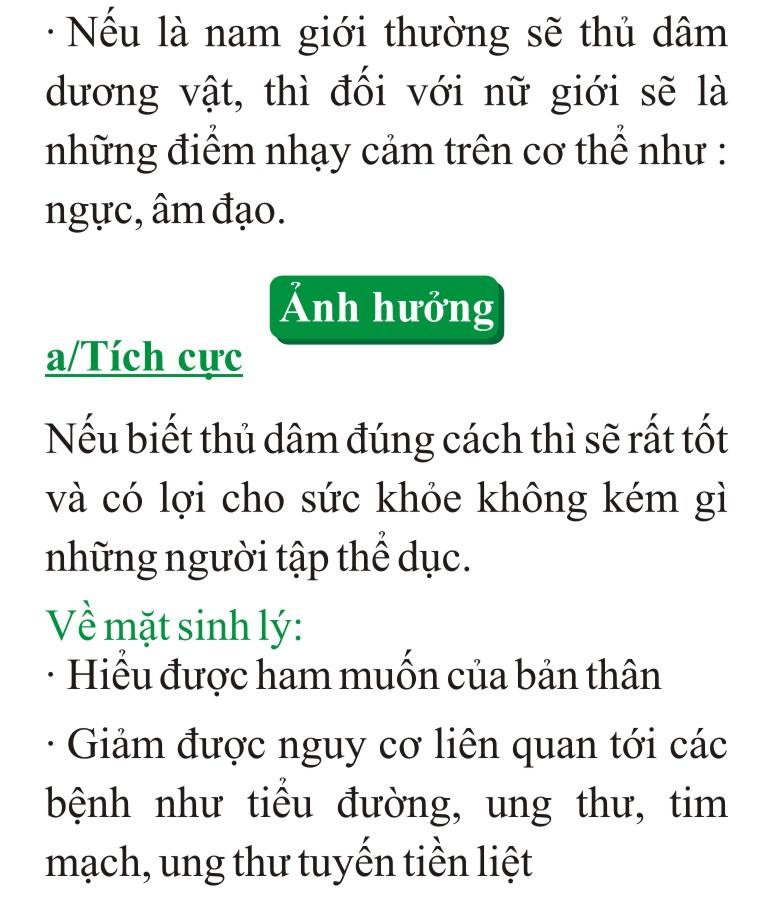 · Nếu là nam giới thường sẽ thủ dâm
dương vật, thì đối với nữ giới sẽ là
những điểm nhạy cảm trên cơ thể như :
ngực, âm đạo.
Ảnh hưởng
a/Tích cực
Nếu biết thủ dâm đúng cách thì sẽ rất tốt
và có lợi cho sức khỏe không kém gì
những người tập thể dục.
Về mặt sinh lý:
· Hiểu được ham muốn của bản thân
· Giảm được nguy cơ liên quan tới các
bệnh như tiểu đường, ung thư, tim
mạch, ung thư tuyến tiền liệt